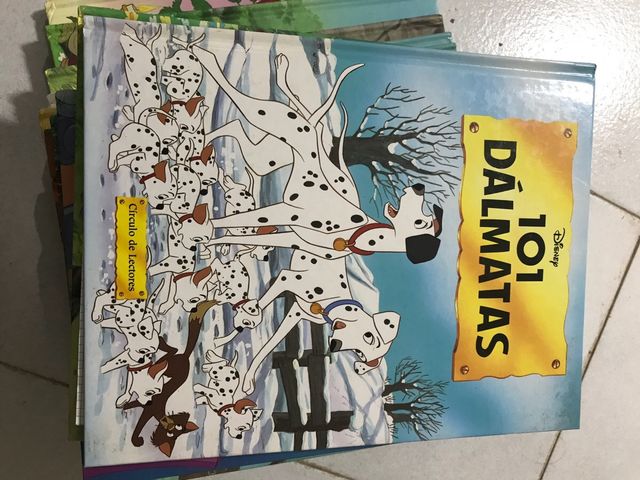 DISNEY
101
DÁLMATAS
Círculo de Lectores